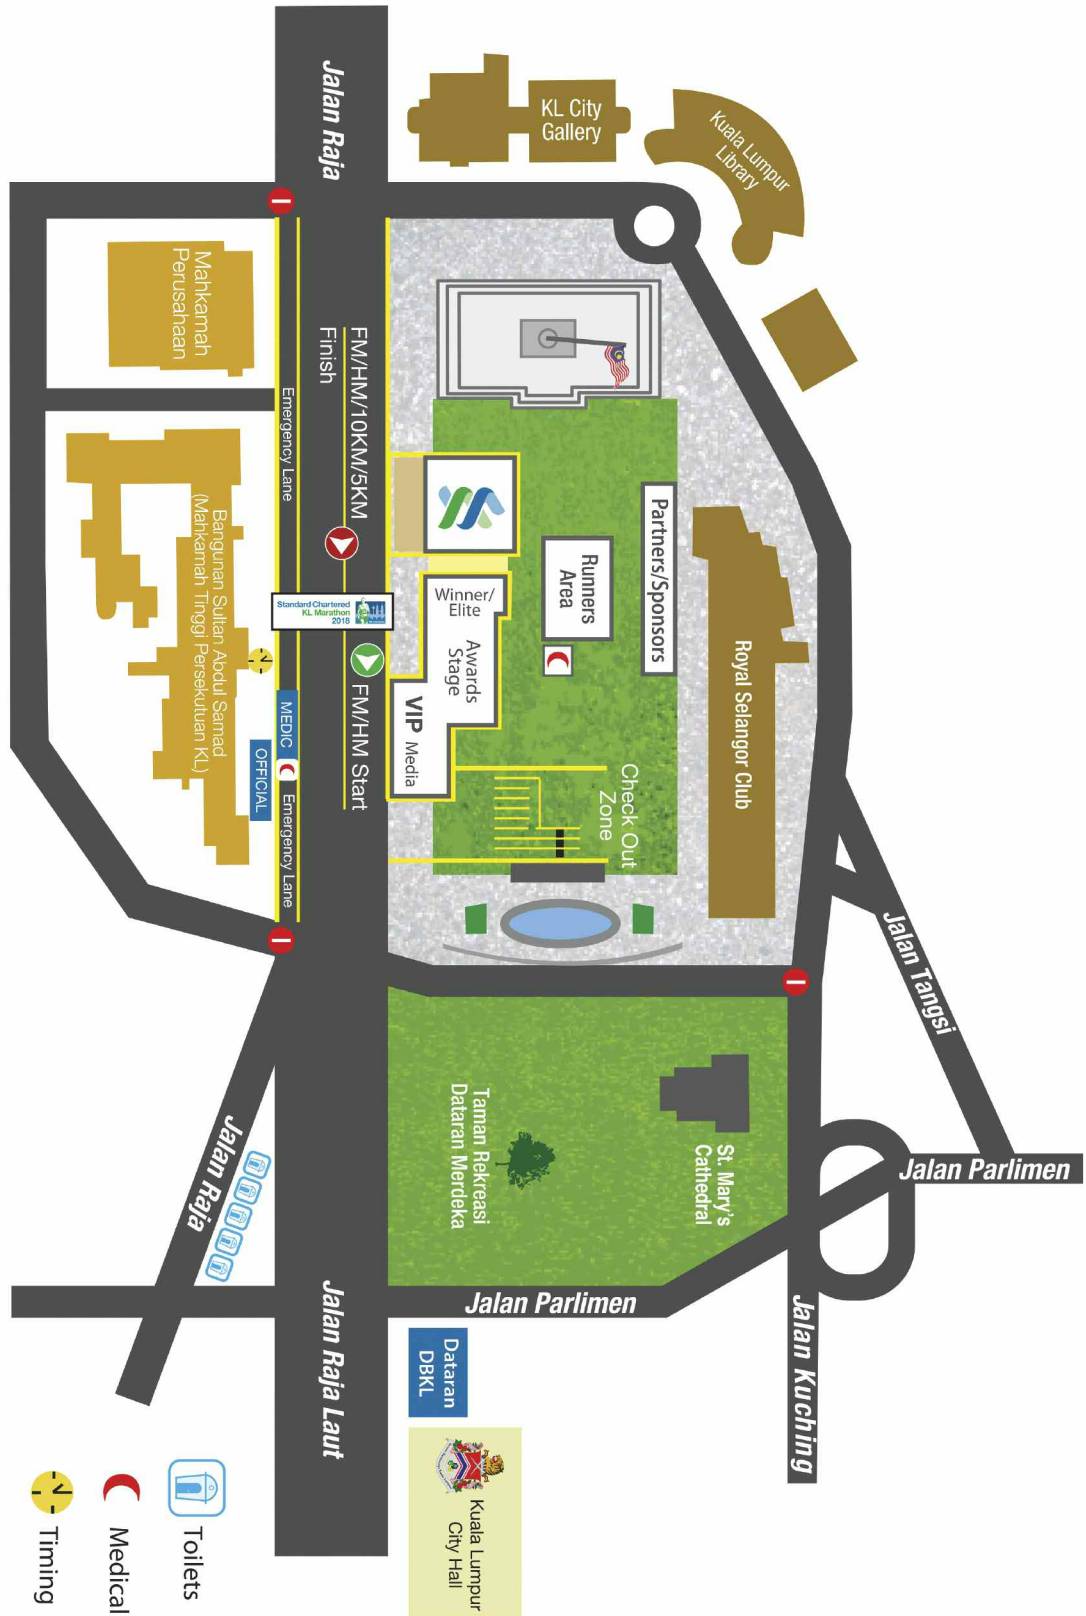 Jalan Raja
KL City
Gallery
Kuala Lumpur
Library
Mahkamah
Perusahaan
FM/HM/10KM/5KM
Finish
Emergency Lane
Bangunan Sultan Abdul Samad
(Mahkamah Tinggi Persekutuan KL)
Standard Chartered
KL Marathon
2018
Partners/Sponsors
Runners
Area
Winner/
Elite
Awards
Stage
VIP
Media
Royal Selangor Club
FM/HM Start
MEDIC
OFFICIAL
Emergency Lane
Check Out
Zone
Jalan Tangsi
Jalan Parlimen
St. Mary's
Cathedral
Taman Rekreasi
Dataran Merdeka
Jalan Raja
Jalan Parlimen
Jalan Raja Laut
Jalan Kuching
Dataran
DBKL
Kuala Lumpur
City Hall
Toilets
Medical
Timing